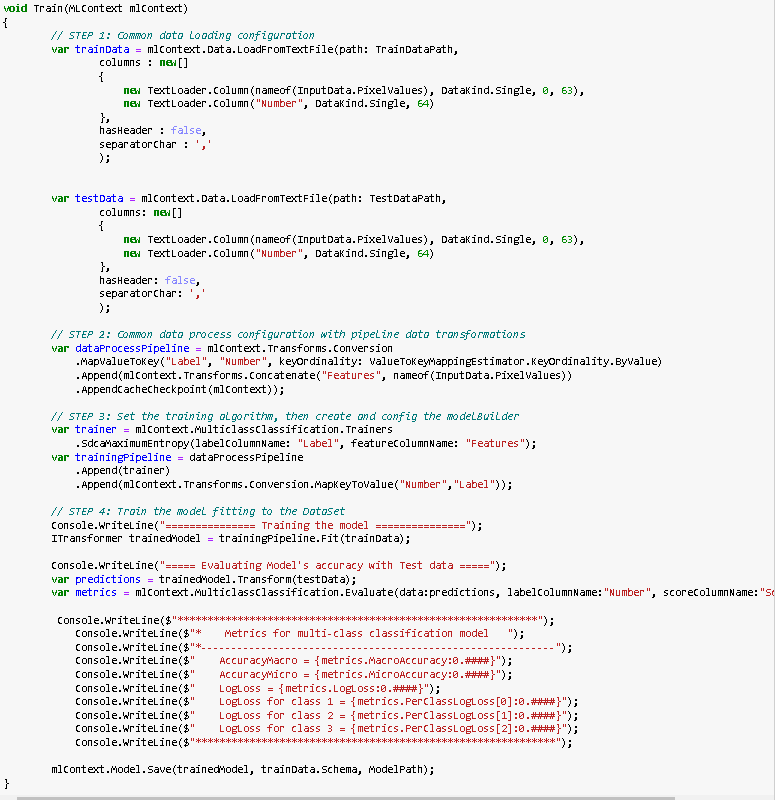 void Train(MLContext mlContext)
{
// STEP 1: Common data loading configuration
var trainData = mlContext.Data.LoadFromTextFile(path: TrainDataPath,
columns : new[]
{
new TextLoader.Column(nameof(InputData.PixelValues), DataKind.Single, 0, 63),
new TextLoader.Column("Number", DataKind.Single, 64)
},
hasHeader : false,
separatorChar : ','
);
var testData = mlContext.Data.LoadFromTextFile(path: TestDataPath,
columns: new[]
{
new TextLoader.Column(nameof(InputData.PixelValues), DataKind.Single, 0, 63),
new TextLoader.Column("Number", DataKind.Single, 64)
},
hasHeader: false,
separatorChar: ','
);
// STEP 2: Common data process configuration with pipeline data transformations
var dataProcessPipeline = mlContext.Transforms.Conversion
.MapValueToKey("Label", "Number", keyOrdinality: ValueToKeyMappingEstimator.KeyOrdinality.ByValue)
.Append(mlContext.Transforms.Concatenate("Features", nameof(InputData.PixelValues))
.AppendCacheCheckpoint(mlContext));
// STEP 3: Set the training algorithm, then create and config the modelBuilder
var trainer = mlContext.MulticlassClassification.Trainers
.SdcaMaximumEntropy(labelColumnName: "Label", featureColumnName: "Features");
var trainingPipeline = dataProcessPipeline
.Append(trainer)
.Append(mlContext.Transforms.Conversion.MapKeyToValue("Number","Label"));
// STEP 4: Train the model fitting to the DataSet
Console.WriteLine("=============== Training the model ===============");
ITransformer trainedModel = trainingPipeline.Fit(trainData);
Console.WriteLine("===== Evaluating Model's accuracy with Test data =====");
var predictions = trainedModel.Transform(testData);
var metrics = mlContext.MulticlassClassification.Evaluate(data:predictions, labelColumnName:"Number", scoreColumnName:"Sc
Console.WriteLine($"************************************************************");
Console.WriteLine($"*    Metrics for multi-class classification model   ");
Console.WriteLine($"*-----------------------------------------------------------");
Console.WriteLine($"    AccuracyMacro = {metrics.MacroAccuracy:0.####}");
Console.WriteLine($"    AccuracyMicro = {metrics.MicroAccuracy:0.####}");
Console.WriteLine($"    LogLoss = {metrics.LogLoss:0.####}");
Console.WriteLine($"    LogLoss for class 1 = {metrics.PerClassLogLoss[0]:0.####}");
Console.WriteLine($"    LogLoss for class 2 = {metrics.PerClassLogLoss[1]:0.####}");
Console.WriteLine($"    LogLoss for class 3 = {metrics.PerClassLogLoss[2]:0.####}");
Console.WriteLine($"************************************************************");
mlContext.Model.Save(trainedModel, trainData.Schema, ModelPath);
}